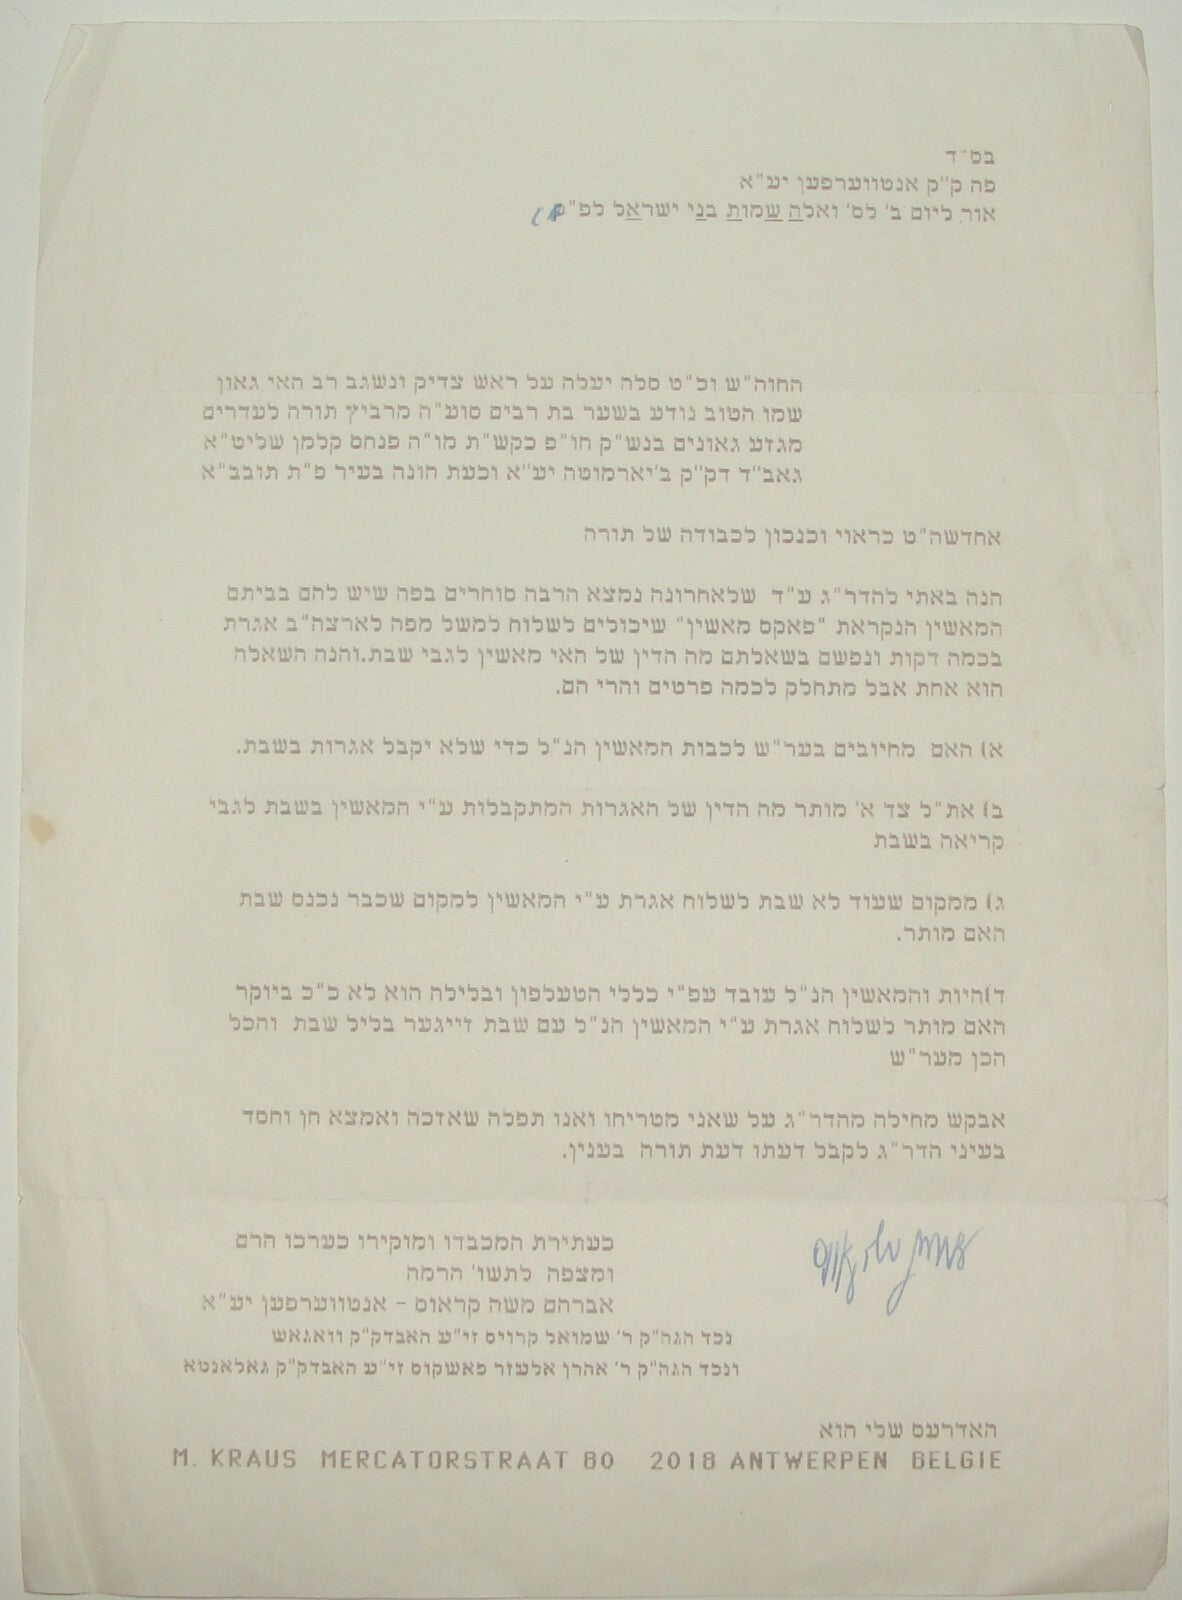 בס"ד
פה ק"ק אנטווערפען יע"א
אור ליום ב' לס' ואלה שמות בני ישראל לפ"ק
החוה"ש וכ"ט סלה יעלה על ראש צדיק ונשגב רב האי גאון
שמו הטוב נודע בשער בת רבים סוע"ה מרביץ תורה לעדרים
מגזע גאונים בנש"ק חו"פ כקש"ת מו"ה פנחס קלמן שליט"א
גאב"ד דק"ק ב'יארמוטה יע"א וכעת חונה בעיר פ"ת תובב"א
אחדשה"ט כראוי וכנכון לכבודה של תורה
הנה באתי להדר"ג ע"ד שלאחרונה נמצא הרבה סוחרים בפה שיש להם בביתם
המאשין הנקראת "פאקס מאשין" שיכולים לשלוח למשל מפה לארצה"ב אגרת
בכמה דקות ונפשם בשאלתם מה הדין של האי מאשין לגבי שבת.והנה השאלה
הוא אחת אבל מתחלק לכמה פרטים והרי הם.
א) האם מחיובים בער"ש לכבות המאשין הנ"ל כדי שלא יקבל אגרות בשבת.
ב) את"ל צד א' מותר מה הדין של האגרות המתקבלות ע"י המאשין בשבת לגבי
קריאה בשבת
ג) ממקום שעוד לא שבת לשלוח אגרת ע"י המאשין למקום שכבר נכנס שבת
האם מותר.
ד)היות והמאשין הנ"ל עובד עפ"י כללי הטעלפון ובלילה הוא לא כ"כ ביוקר
האם מותר לשלוח אגרת ע"י המאשין הנ"ל עם שבת זייגער בליל שבת והכל
הכן מער"ש
אבקש מחילה מהדר"ג על שאני מטריחו ואנו תפלה שאזכה ואמצא חן וחסד
בעיני הדר"ג לקבל דעתו דעת תורה בענין.
כעתירת המכבדו ומוקירו כערכו הרם
ומצפה לתשו' הרמה
אברהם משה קראוס - אנטווערפען יע"א
נכד הגה"ק ר' שמואל קרויס זי"ע האבדק"ק וואגאש
ונכד הגה"ק ר' אהרן אלעזר פאשקוס זי"ע האבדק"ק גאלאנטא
האדרעס שלי הוא
M. KRAUS MERCATORSTRAAT 80 2018 ANTWERPEN BELGIE